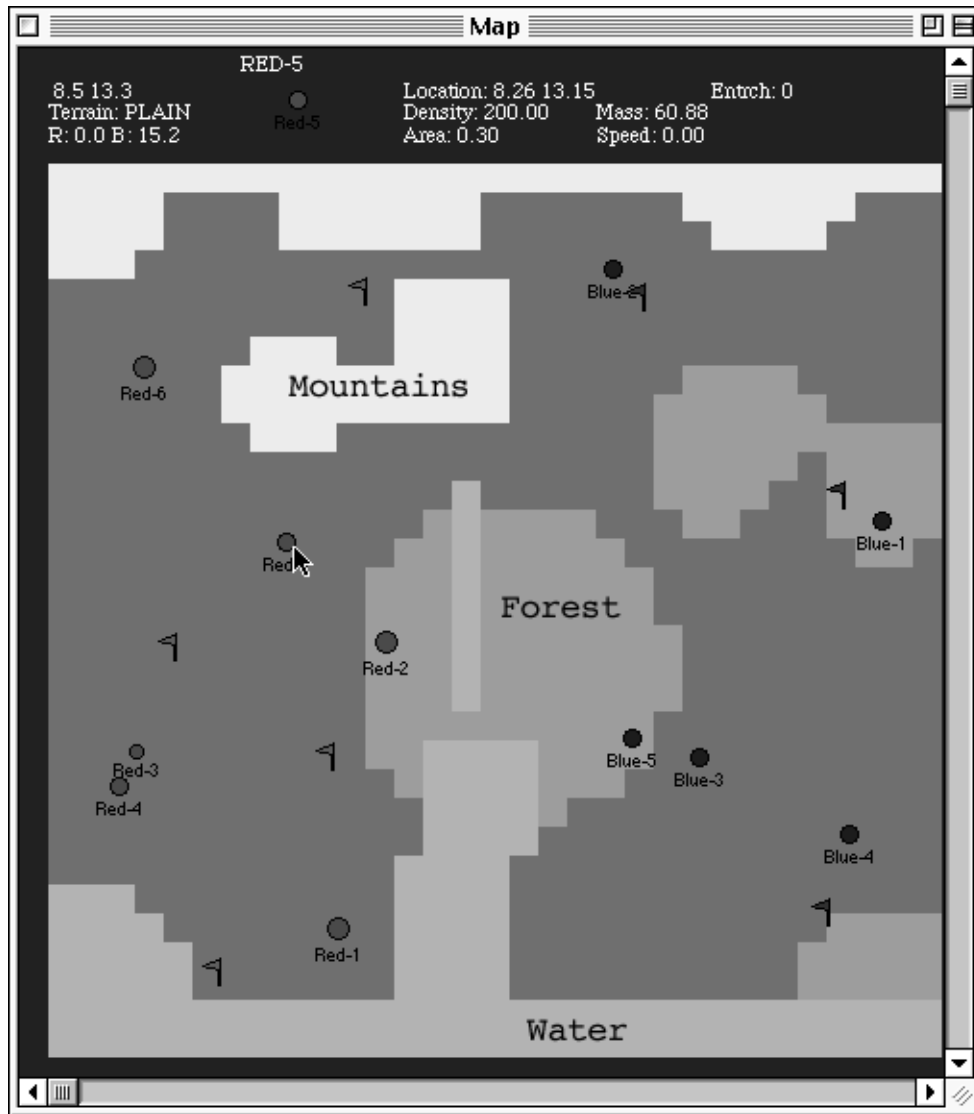 Map
RED-5
8.5 13.3
Location: 8.26 13.15
Entrch: 0
Terrain: PLAIN
Red-5
Density: 200.00
Mass: 60.88
R: 0.0 B: 15.2
Area: 0.30
Speed: 0.00
Blue-2
Mountains
Red-6
Blue-1
Red-
Forest
Red-2
Blue-5
Red-3
Blue-3
Red-4
Blue-4
Red-1
Water